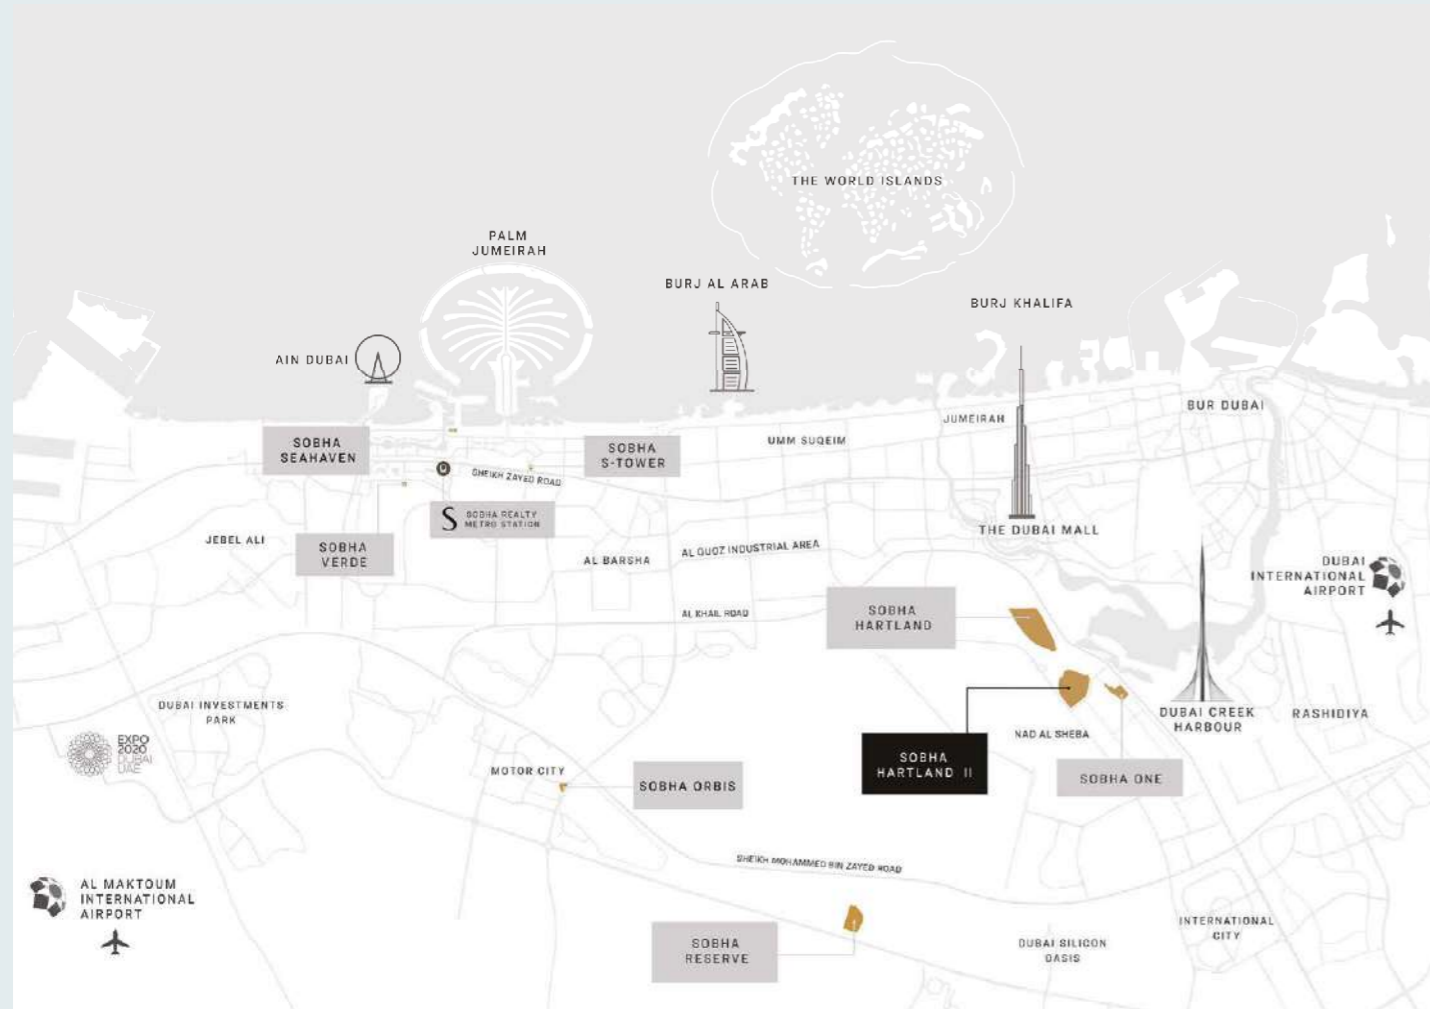 THE WORLD ISLANDS
PALM
JUMEIRAH
BURJ AL ARAB
BURJ KHALIFA
AIN DUBAI
BUR DUBAI
JUMEIRAH
SOBHA
SEAHAVEN
SOBHA
S-TOWER
UMM SUQEIM
SHEIKH ZAYED ROAD
S
SOBHA REALTY
METRO STATION
THE DUBAI MALL
JEBEL ALI
SOBHA
VERDE
AL BARSHA
AL QUOZ INDUSTRIAL AREA
DUBAI
INTERNATIONAL
AIRPORT
AL KHAIL ROAD
SOBHA
HARTLAND
DUBAI INVESTMENTS
PARK
DUBAI CREEK
HARBOUR
RASHIDIYA
NAD AL SHEBA
EXPO
2020
DUBAI
UAE
SOBHA
HARTLAND II
SOBHA ONE
MOTOR CITY
SOBHA ORBIS
SHEIKH MOHAMMED BIN ZAYED ROAD
AL MAKTOUM
INTERNATIONAL
AIRPORT
SOBHA
RESERVE
DUBAI SILICON
OASIS
INTERNATIONAL
CITY